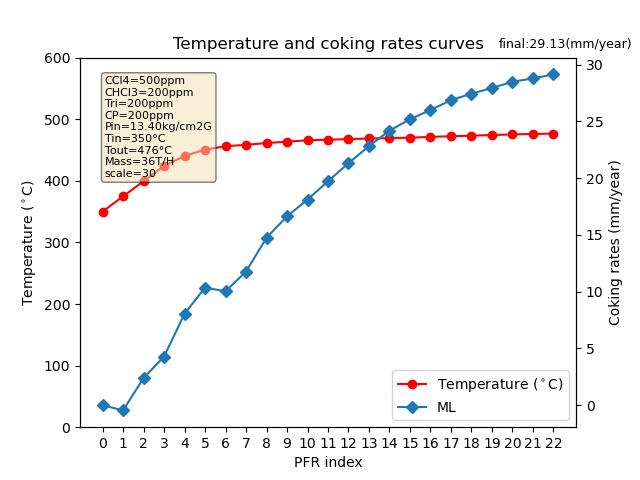 Temperature and coking rates curves
final:29.13(mm/year)
CCl4=500ppm
CHCl3=200ppm
Tri=200ppm
CP=200ppm
Pin=13.40kg/cm2G
Tin=350°C
Tout=476°C
Mass=36T/H
scale=30
Temperature (°C)
600
500
400
300
200
100
0
30
25
20
15
10
5
0
Coking rates (mm/year)
Temperature (°C)
ML
0 1 2 3 4 5 6 7 8 9 10 11 12 13 14 15 16 17 18 19 20 21 22
PFR index